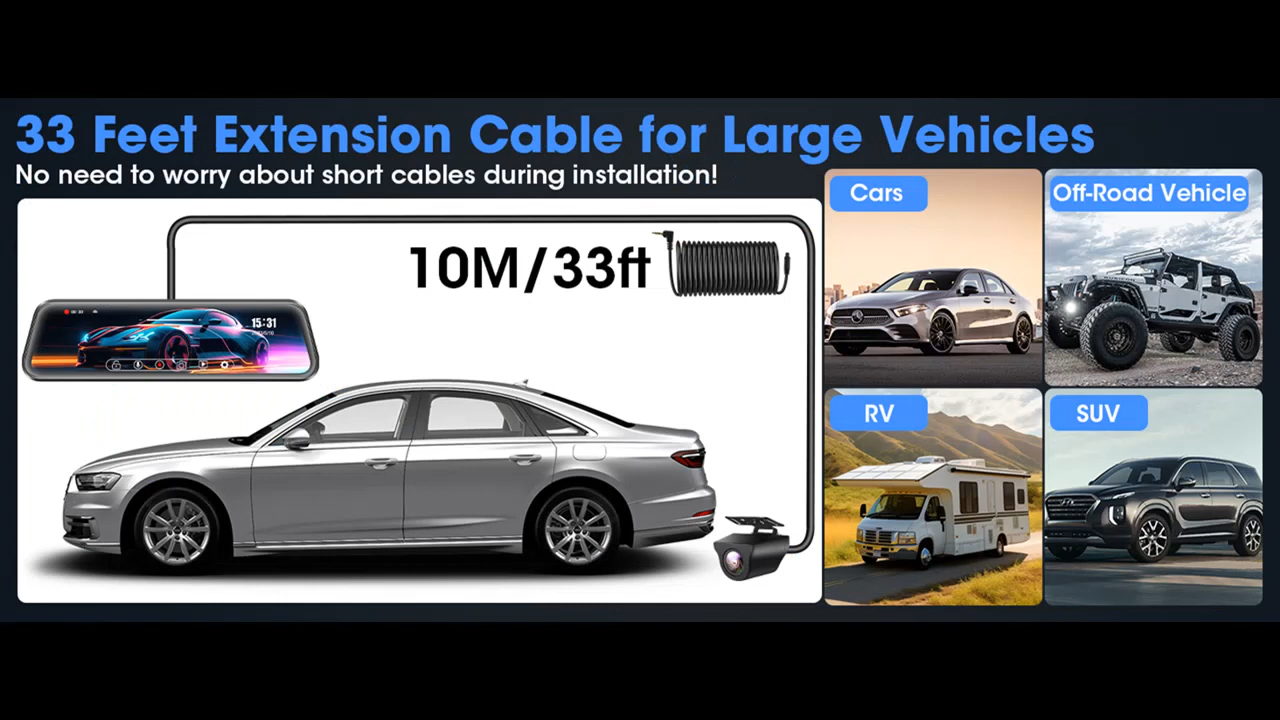 33 Feet Extension Cable for Large Vehicles
No need to worry about short cables during installation!
10M/33ft
15:31
Cars
Off-Road Vehicle
RV
SUV